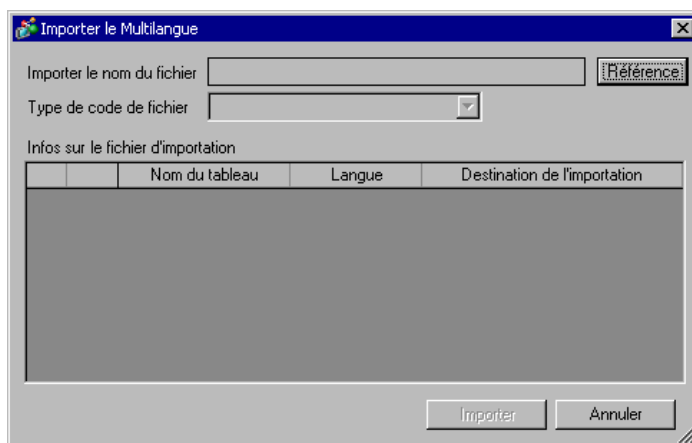 Importer le Multilangue
Importer le nom du fichier
Référence
Type de code de fichier
Infos sur le fichier d'importation
Nom du tableau Langue Destination de l'importation
Importer Annuler